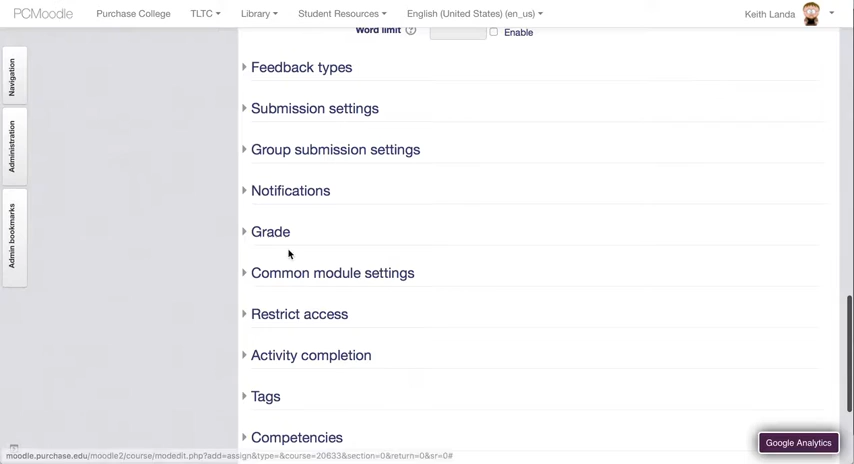 PCMoodle Purchase College TLTC Library Student Resources English (United States) (en_us) Keith Landa
Word limit Enable
Navigation
Feedback types
Submission settings
Administration
Group submission settings
Notifications
Admin bookmarks
Grade
Common module settings
Restrict access
Activity completion
Tags
Competencies
Google Analytics
moodle.purchase.edu/moodle2/course/modedit.php?add=assign&type=&course=20633&section=0&return=0&sr=0#